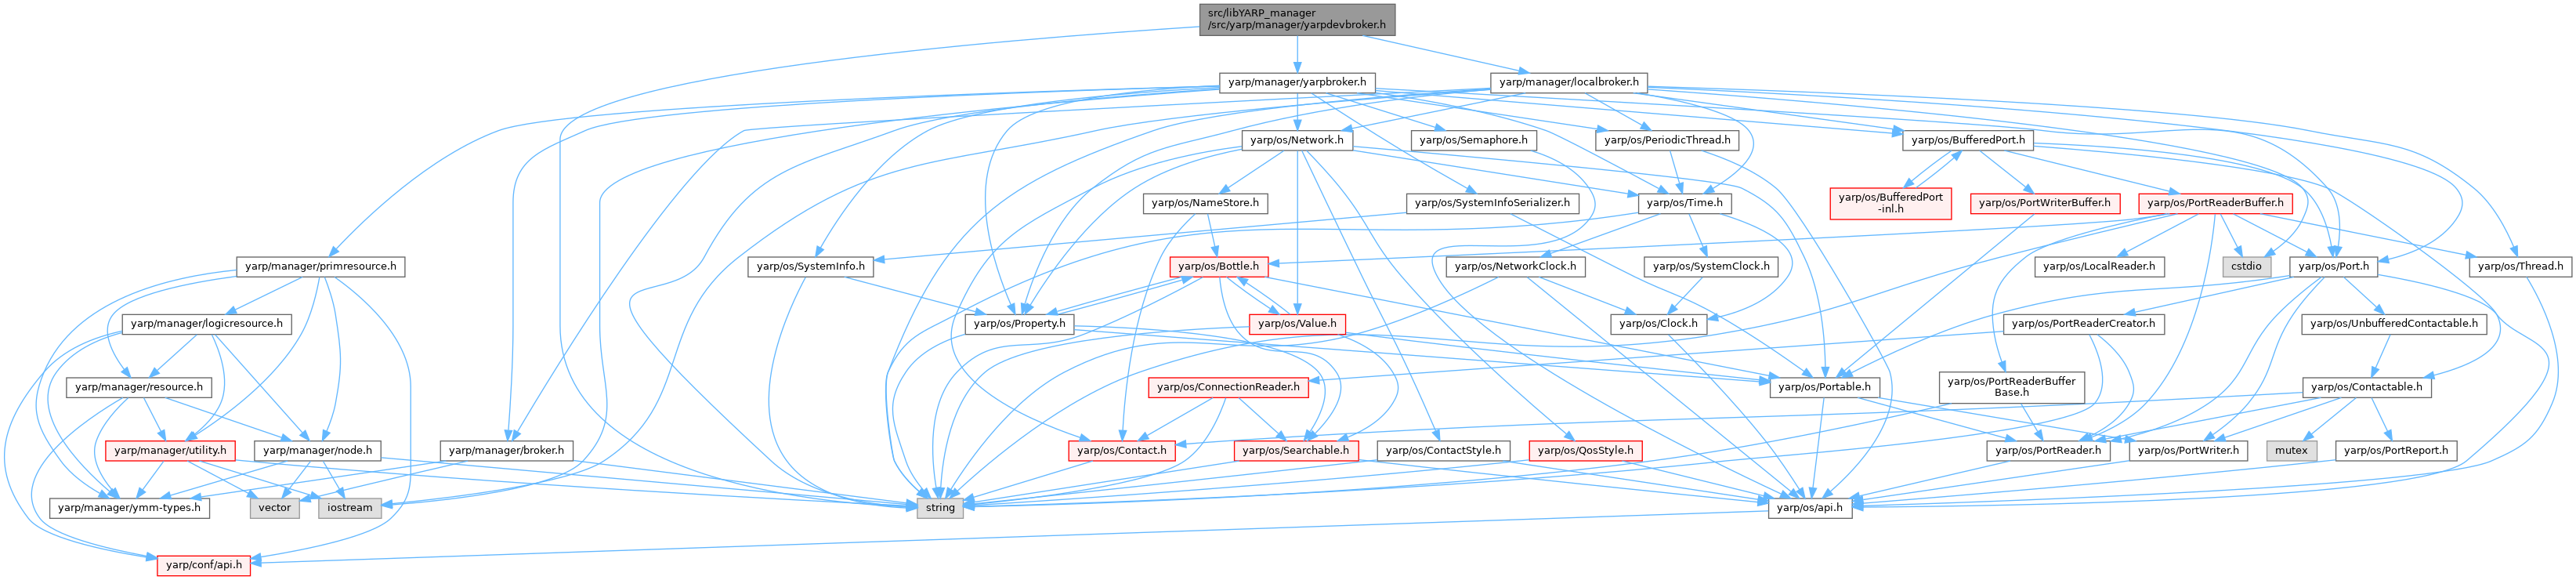 src/libYARP_manager
/src/yarp/manager/yarpdevbroker.h
yarp/manager/yarpbroker.h
yarp/manager/localbroker.h
yarp/os/Network.h
yarp/os/Semaphore.h
yarp/os/PeriodicThread.h
yarp/os/BufferedPort.h
yarp/os/NameStore.h
yarp/os/SystemInfoSerializer.h
yarp/os/Time.h
yarp/os/BufferedPort
-inl.h
yarp/os/PortWriterBuffer.h
yarp/os/PortReaderBuffer.h
yarp/manager/primresource.h
yarp/os/SystemInfo.h
yarp/os/Bottle.h
yarp/os/NetworkClock.h
yarp/os/SystemClock.h
yarp/os/LocalReader.h
cstdio
yarp/os/Port.h
yarp/os/Thread.h
yarp/manager/logicresource.h
yarp/os/Property.h
yarp/os/Value.h
yarp/os/Clock.h
yarp/os/PortReaderCreator.h
yarp/os/UnbufferedContactable.h
yarp/manager/resource.h
yarp/os/ConnectionReader.h
yarp/os/Portable.h
yarp/os/PortReaderBuffer
Base.h
yarp/os/Contactable.h
yarp/manager/utility.h
yarp/manager/node.h
yarp/manager/broker.h
yarp/os/Contact.h
yarp/os/Searchable.h
yarp/os/ContactStyle.h
yarp/os/QosStyle.h
yarp/os/PortReader.h
yarp/os/PortWriter.h
mutex
yarp/os/PortReport.h
yarp/manager/ymm-types.h
vector
iostream
string
yarp/os/api.h
yarp/conf/api.h